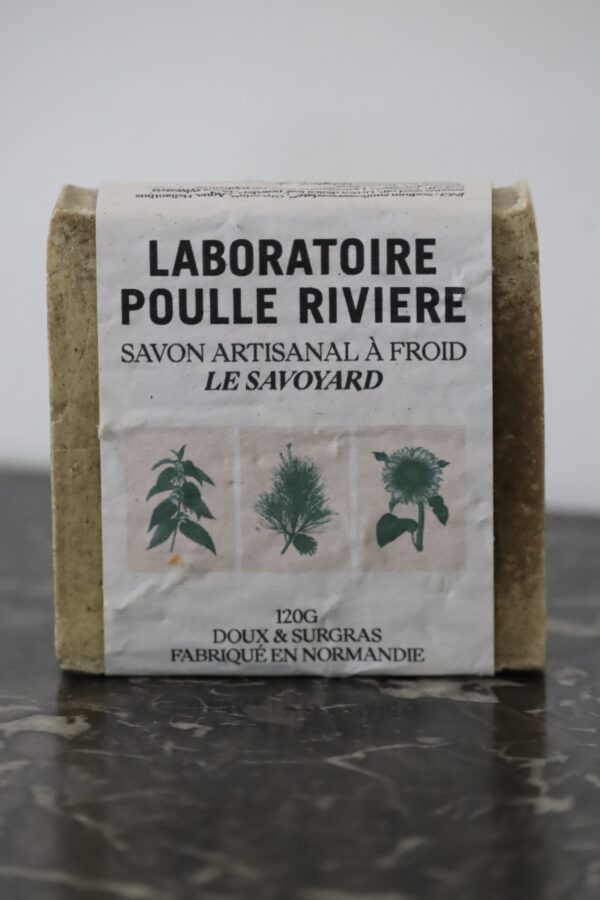 LABORATOIRE
POULLE RIVIERE
SAVON ARTISANAL À FROID
LE SAVOYARD
120G
DOUX & SURGRAS
FABRIQUÉ EN NORMANDIE